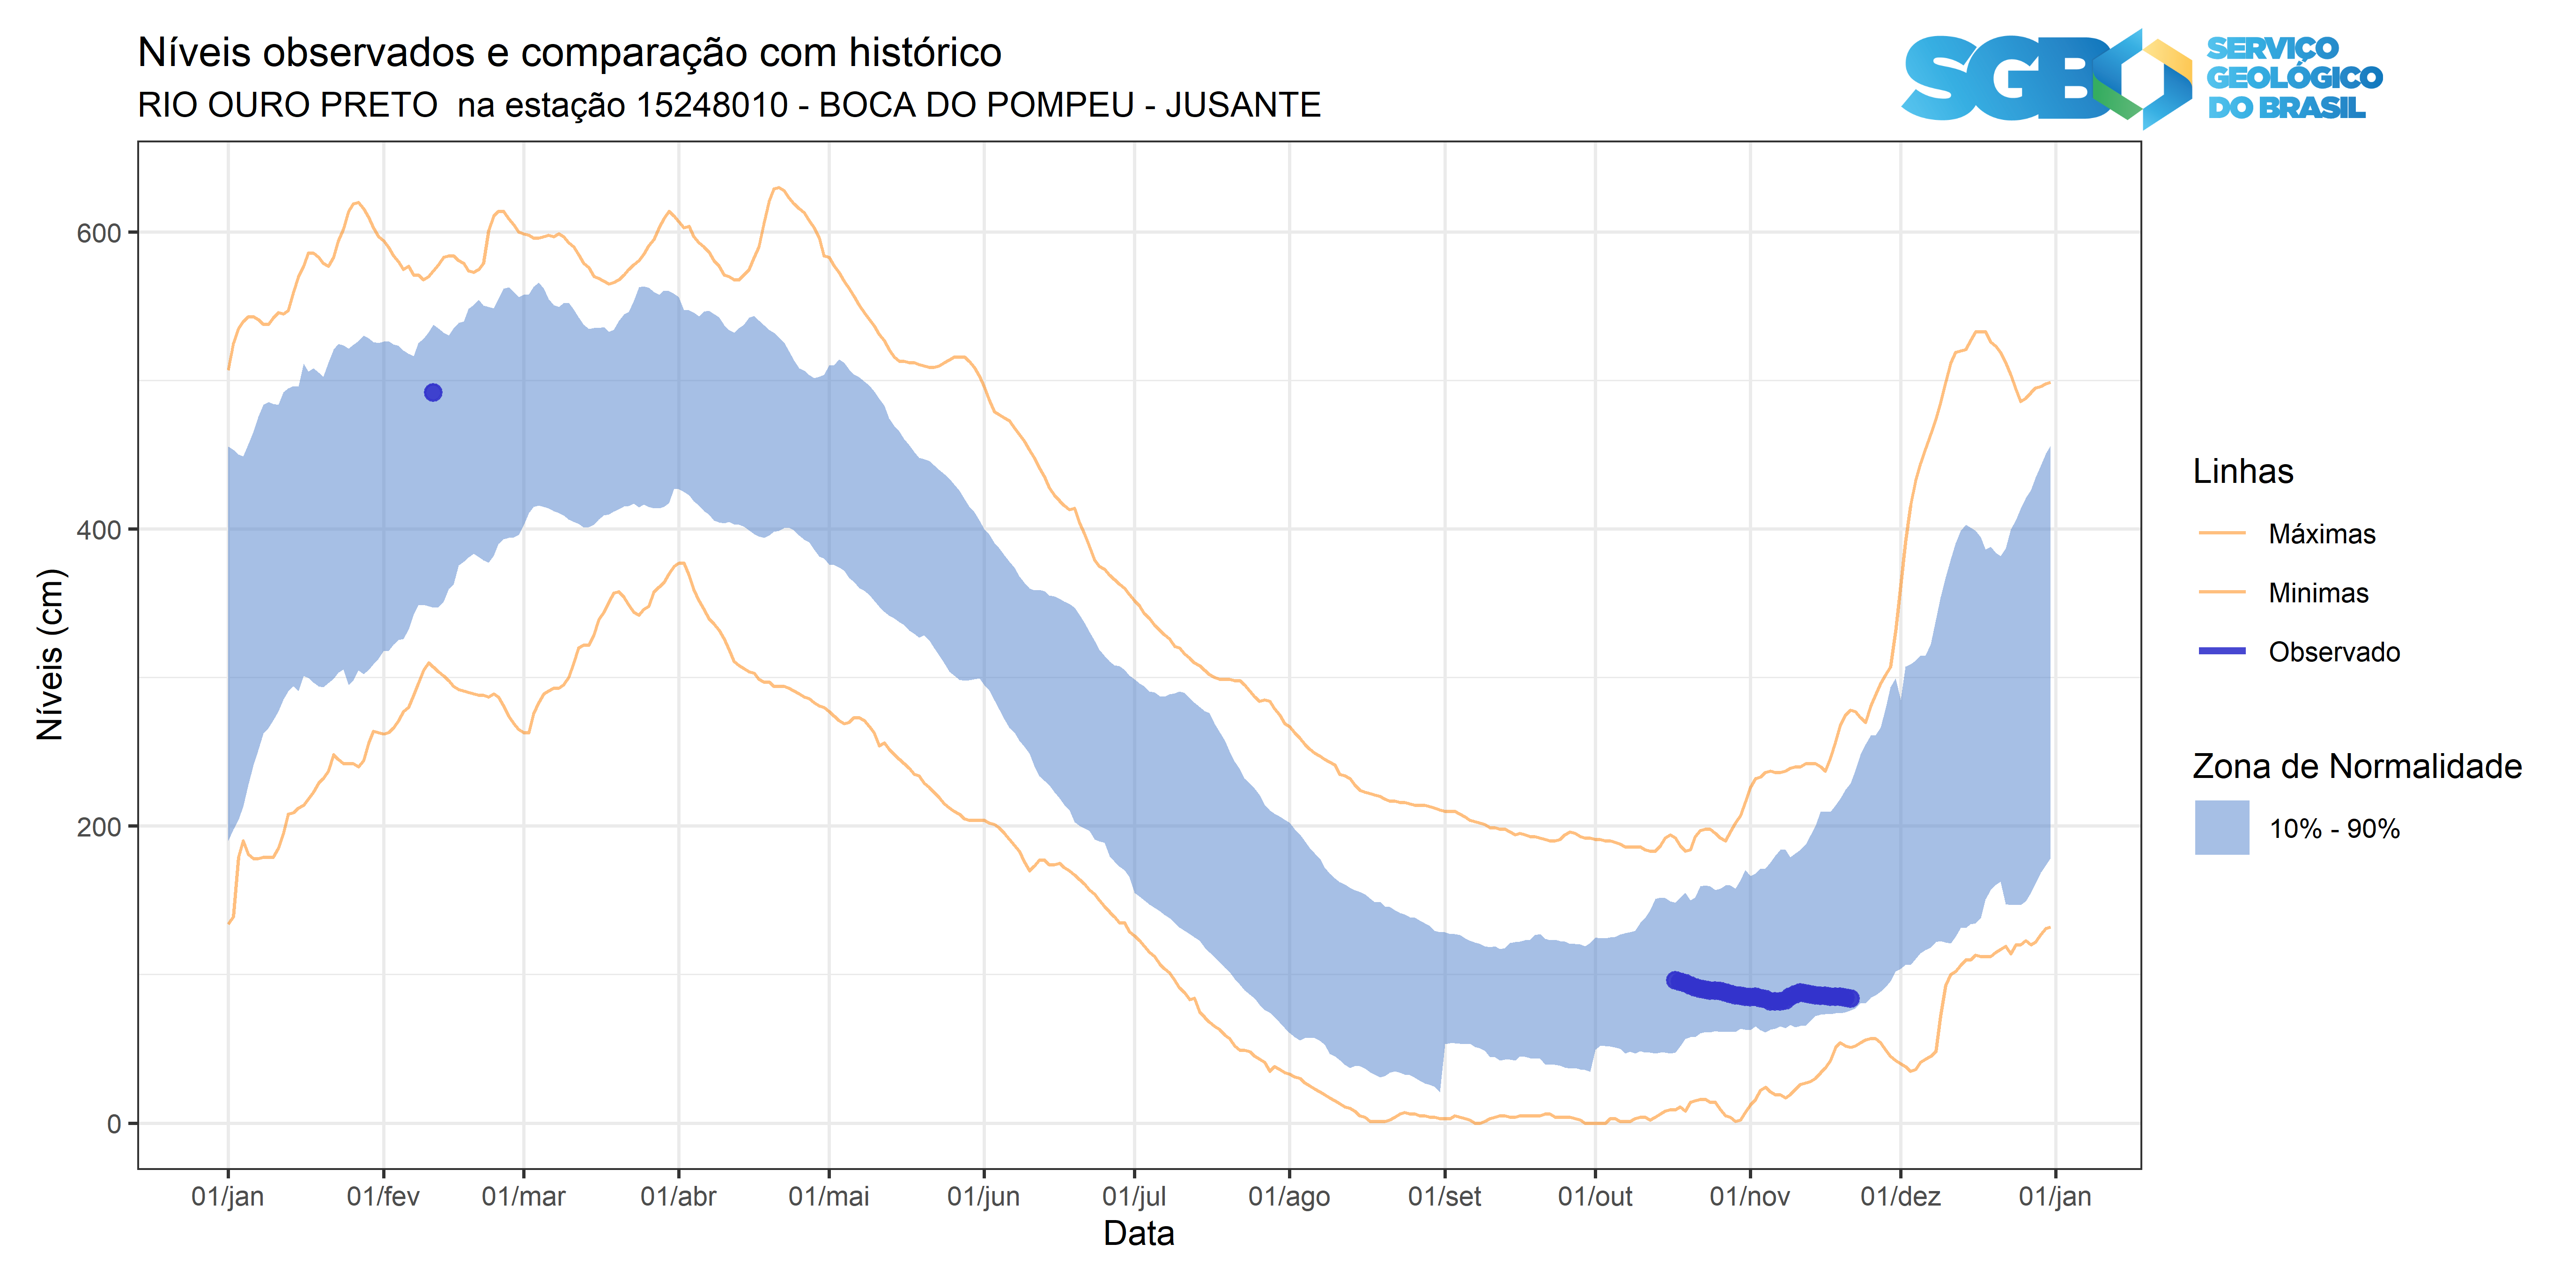 Níveis observados e comparação com histórico
RIO OURO PRETO  na estação 15248010 - BOCA DO POMPEU - JUSANTE
SGB
SERVIÇO
GEOLÓGICO
DO BRASIL
Níveis (cm)
600
400
200
0
01/jan
01/fev
01/mar
01/abr
01/mai
01/jun
01/jul
01/ago
01/set
01/out
01/nov
01/dez
01/jan
Data
Linhas
Máximas
Minimas
Observado
Zona de Normalidade
10% - 90%